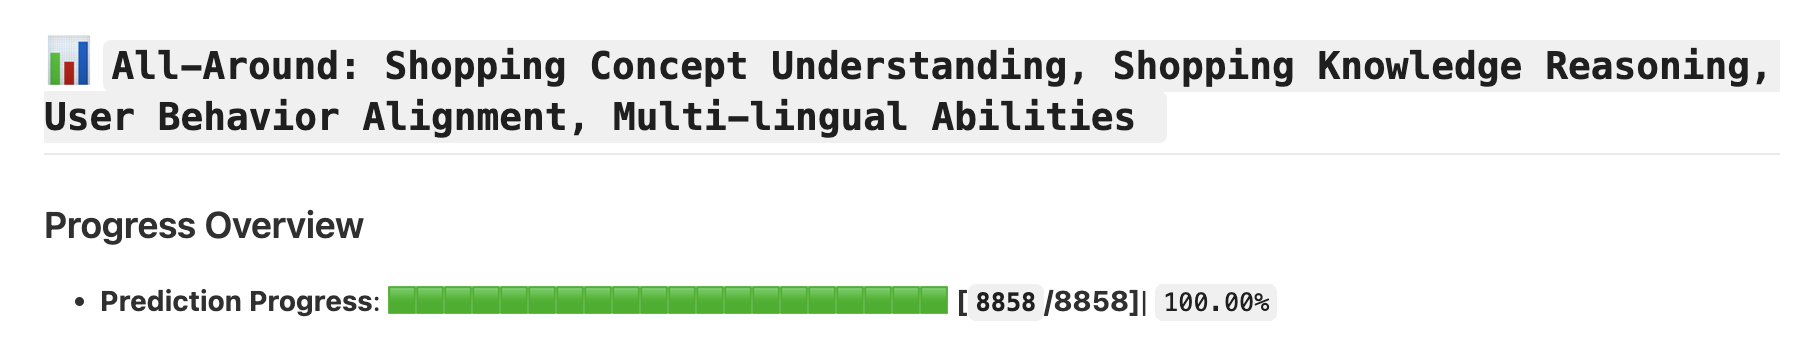 All-Around: Shopping Concept Understanding, Shopping Knowledge Reasoning,
User Behavior Alignment, Multi-lingual Abilities
Progress Overview
• Prediction Progress: [8858/8858]| 100.00%